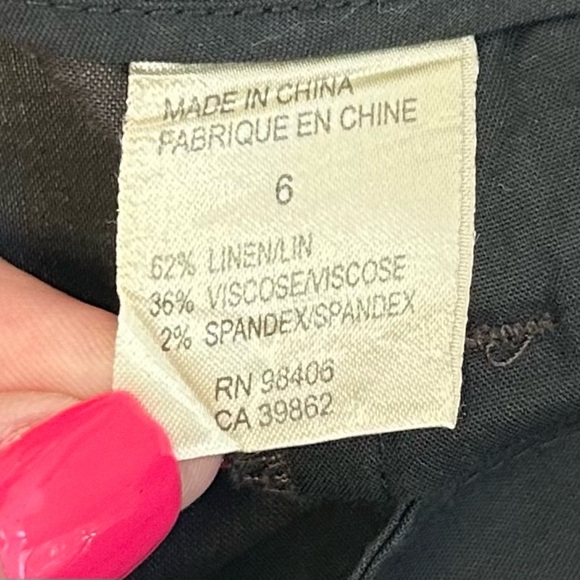 MADE IN CHINA
FABRIQUE EN CHINE
6
62% LINEN/LIN
36% VISCOSE/VISCOSE
2% SPANDEX/SPANDEX
RN 98406
CA 39862